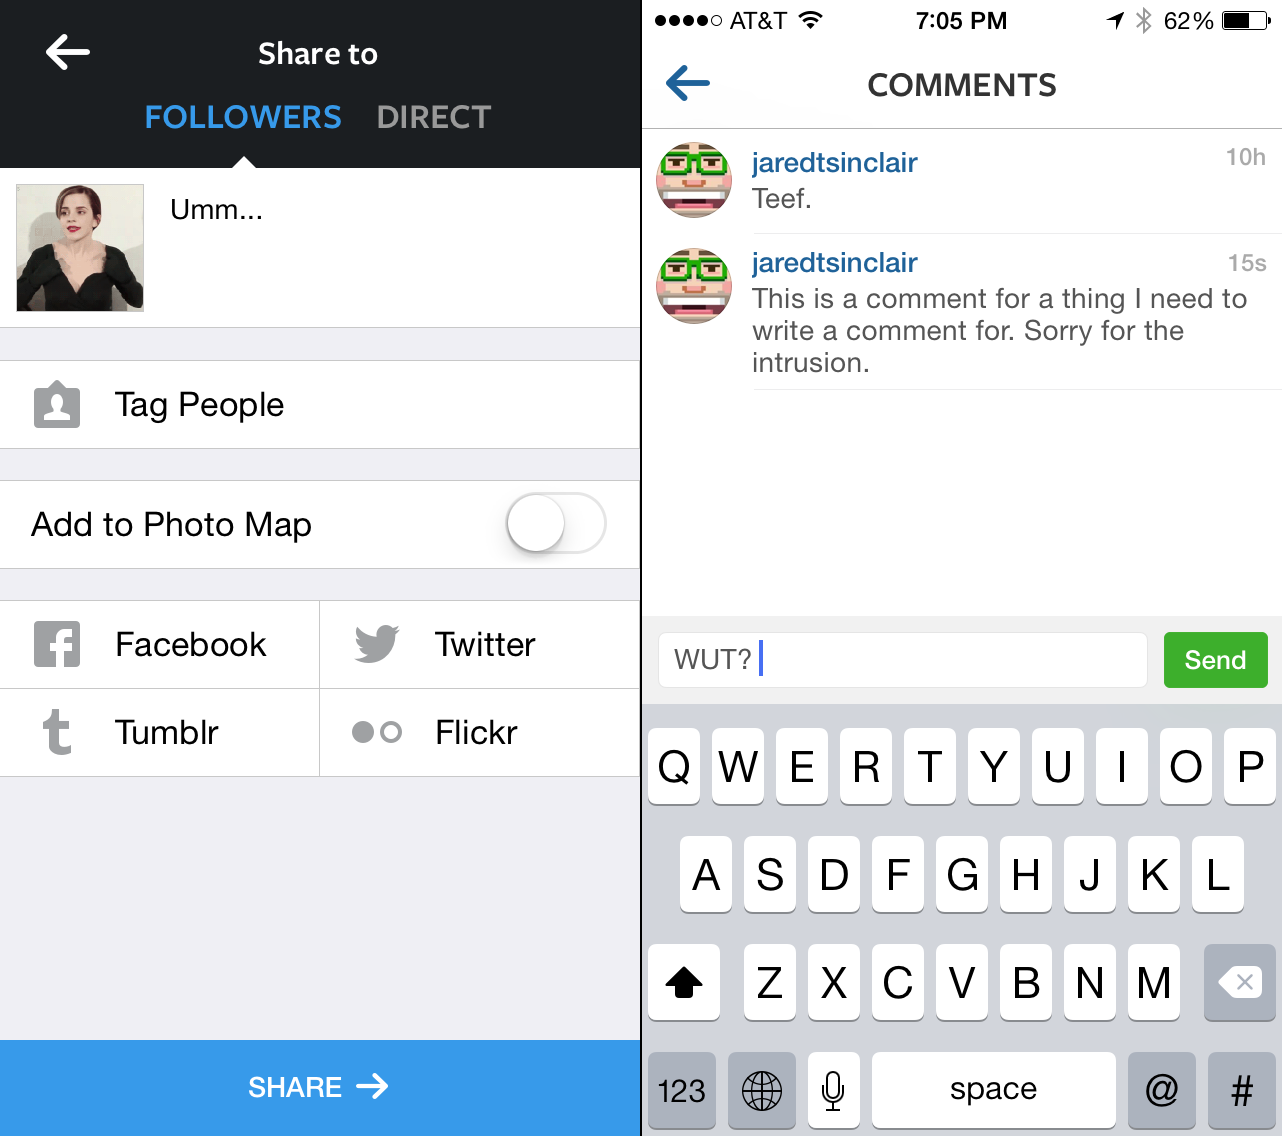 Share to
FOLLOWERS DIRECT
Umm...
Tag People
Add to Photo Map
Facebook
Twitter
Tumblr
Flickr
SHARE
AT&T 7:05 PM 62%
COMMENTS
jaredtsinclair 10h
Teef.
jaredtsinclair 15s
This is a comment for a thing I need to
write a comment for. Sorry for the
intrusion.
WUT? Send
Q W E R T Y U I O P
A S D F G H J K L
Z X C V B N M
123 space @ #